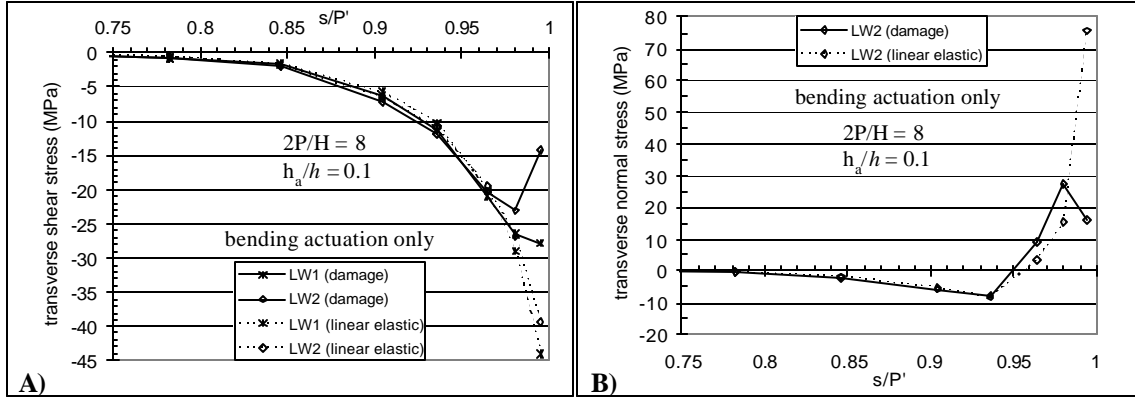 s/P'
0.75 0.8 0.85 0.9 0.95 1
0
-5
-10
-15
-20
-25
-30
-35
-40
-45
transverse shear stress (MPa)
2P/H = 8
ha/h = 0.1
bending actuation only
LW1 (damage)
LW2 (damage)
LW1 (linear elastic)
LW2 (linear elastic)
A)
80
70
60
50
40
30
20
10
0
-10
-20
transverse normal stress (MPa)
LW2 (damage)
LW2 (linear elastic)
bending actuation only
2P/H = 8
ha/h = 0.1
0.75 0.8 0.85 0.9 0.95 1
s/P'
B)